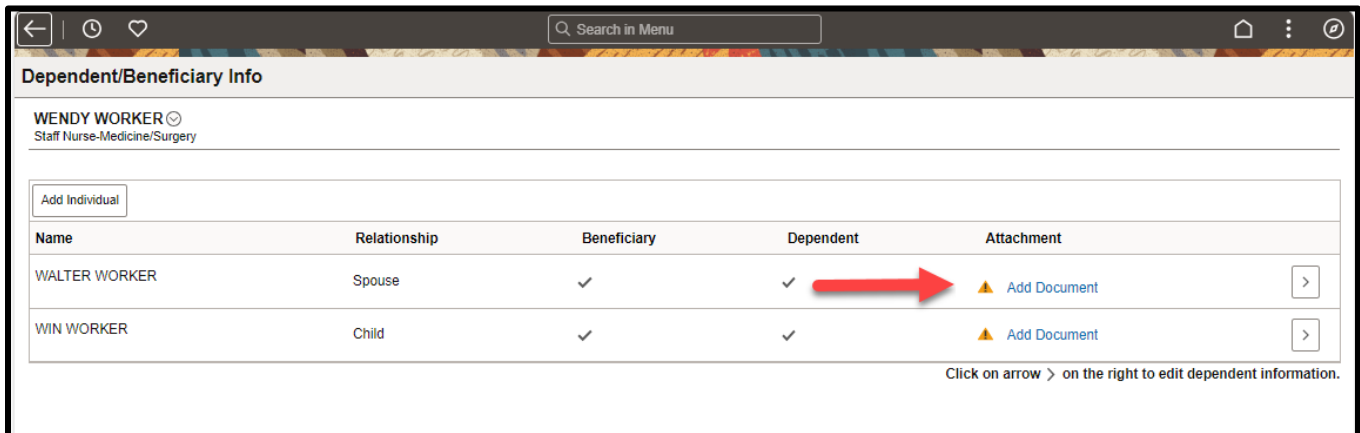 Search in Menu
Dependent/Beneficiary Info
WENDY WORKER
Staff Nurse-Medicine/Surgery
Add Individual
Name Relationship Beneficiary Dependent Attachment
WALTER WORKER Spouse Add Document
WIN WORKER Child Add Document
Click on arrow > on the right to edit dependent information.